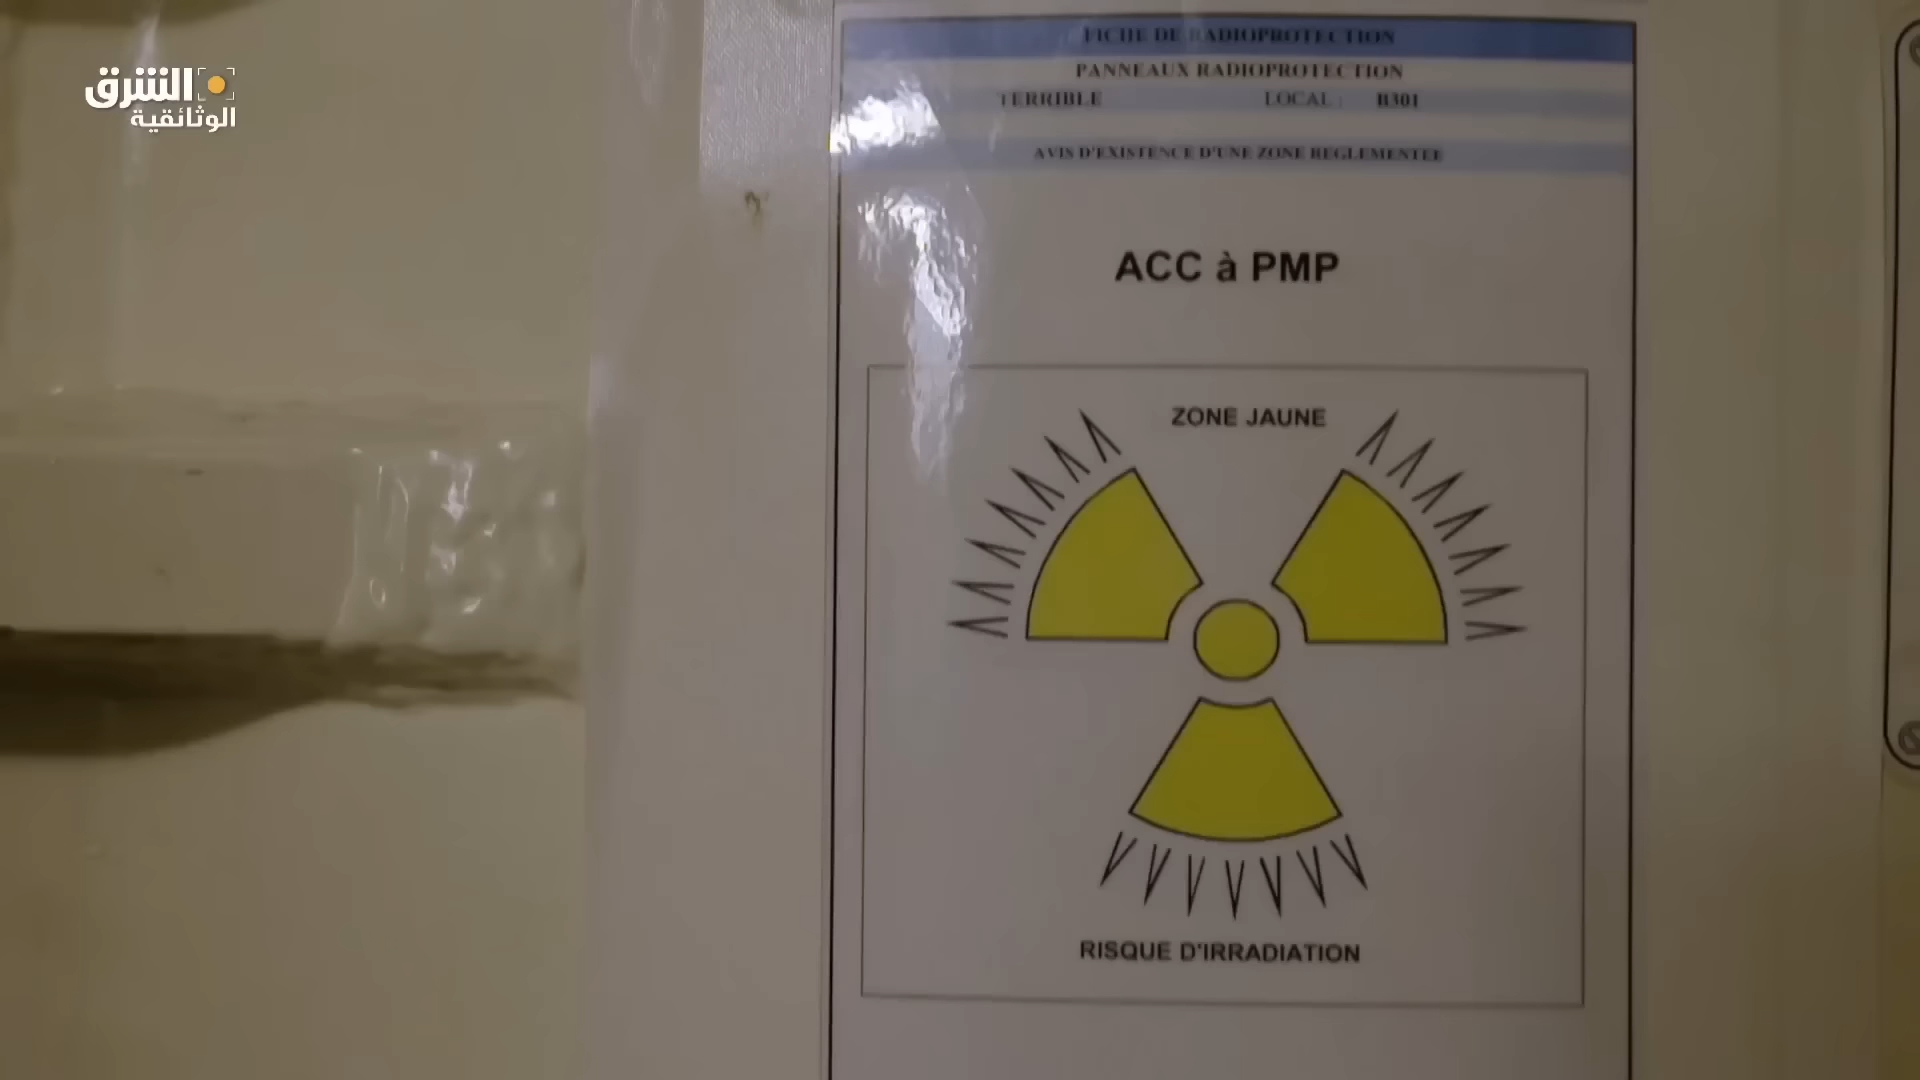 الشرق
الوثائقية
FICHE DE RADIOPROTECTION
PANNEAUX RADIOPROTECTION
TERRIBLE LOCAL : B301
AVIS D'EXISTENCE D'UNE ZONE REGLEMENTEE
ACC à PMP
ZONE JAUNE
RISQUE D'IRRADIATION